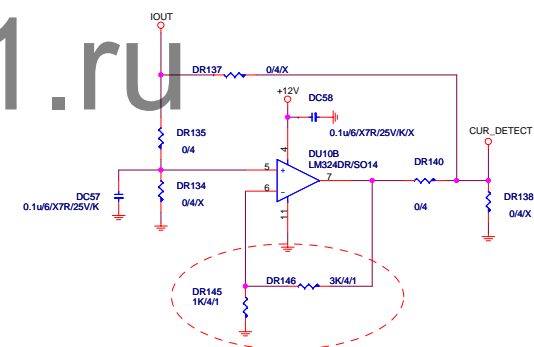 IOUT
1.ru
DR137
0/4/X
+12V
DC58
0.1u/6/X7R/25V/K/X
CUR_DETECT
DR135
0/4
4
DU10B
LM324DR/SO14
DR140
5
+
7
6
-
DR134
0/4/X
DC57
0.1u/6/X7R/25V/K
11
0/4
DR138
0/4/X
DR146
3K/4/1
DR145
1K/4/1